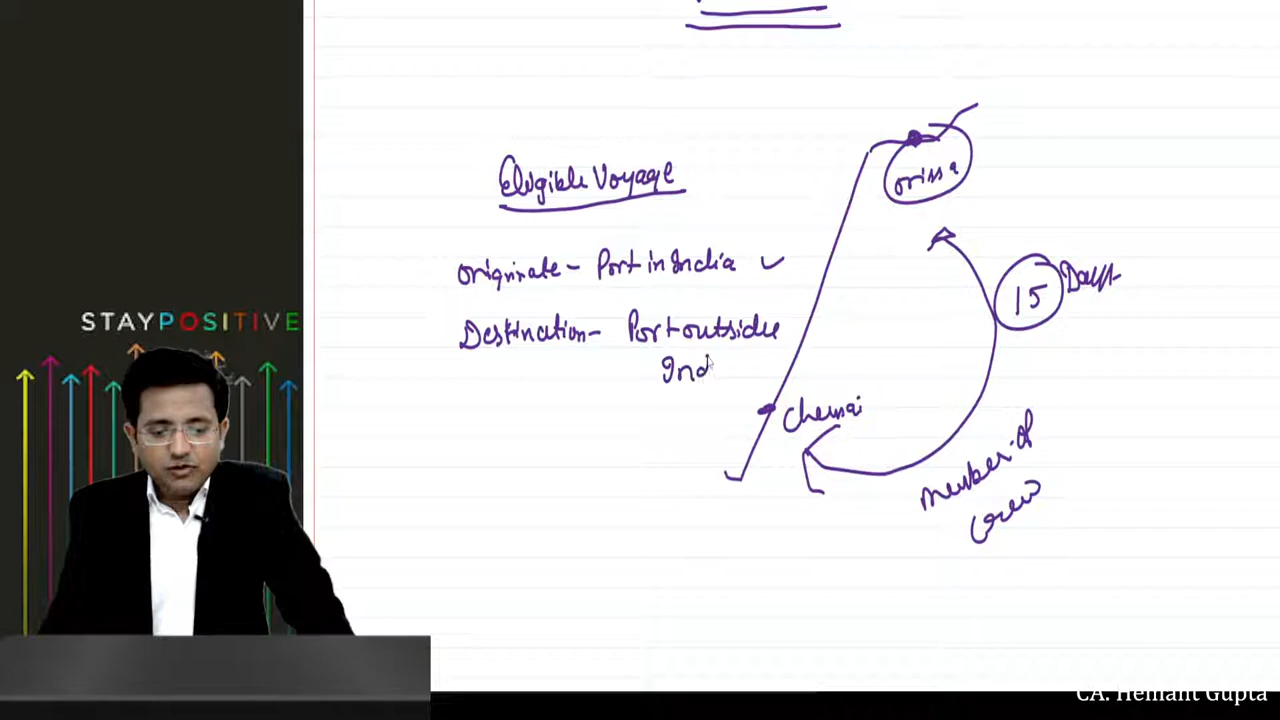 Eligible Voyage
Orissa
Originate - Port in India ✓
15 Days
Destination - Port outside
Ind
STAYPOSITIVE
Chennai
member of
crew
CA. Hemant Gupta